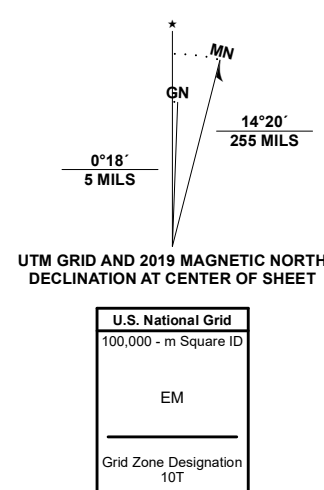 ★
MN
GN
14°20´
255 MILS
0°18´
5 MILS
UTM GRID AND 2019 MAGNETIC NORTH
DECLINATION AT CENTER OF SHEET
U.S. National Grid
100,000 - m Square ID
EM
Grid Zone Designation
10T